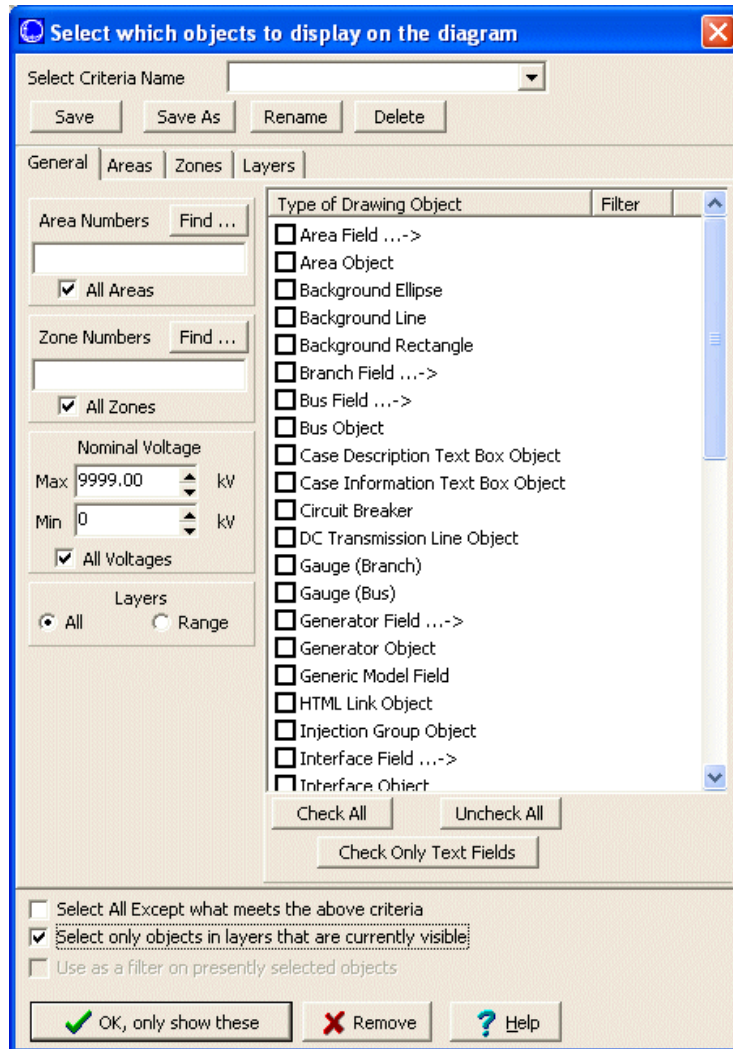 Select which objects to display on the diagram
Select Criteria Name
Save Save As Rename Delete
General Areas Zones Layers
Area Numbers Find ...
All Areas
Zone Numbers Find ...
All Zones
Nominal Voltage
Max 9999.00 kV
Min 0 kV
All Voltages
Layers
All Range
Type of Drawing Object Filter
Area Field ...->
Area Object
Background Ellipse
Background Line
Background Rectangle
Branch Field ...->
Bus Field ...->
Bus Object
Case Description Text Box Object
Case Information Text Box Object
Circuit Breaker
DC Transmission Line Object
Gauge (Branch)
Gauge (Bus)
Generator Field ...->
Generator Object
Generic Model Field
HTML Link Object
Injection Group Object
Interface Field ...->
Interface Object
Check All Uncheck All
Check Only Text Fields
Select All Except what meets the above criteria
Select only objects in layers that are currently visible
Use as a filter on presently selected objects
OK, only show these Remove Help